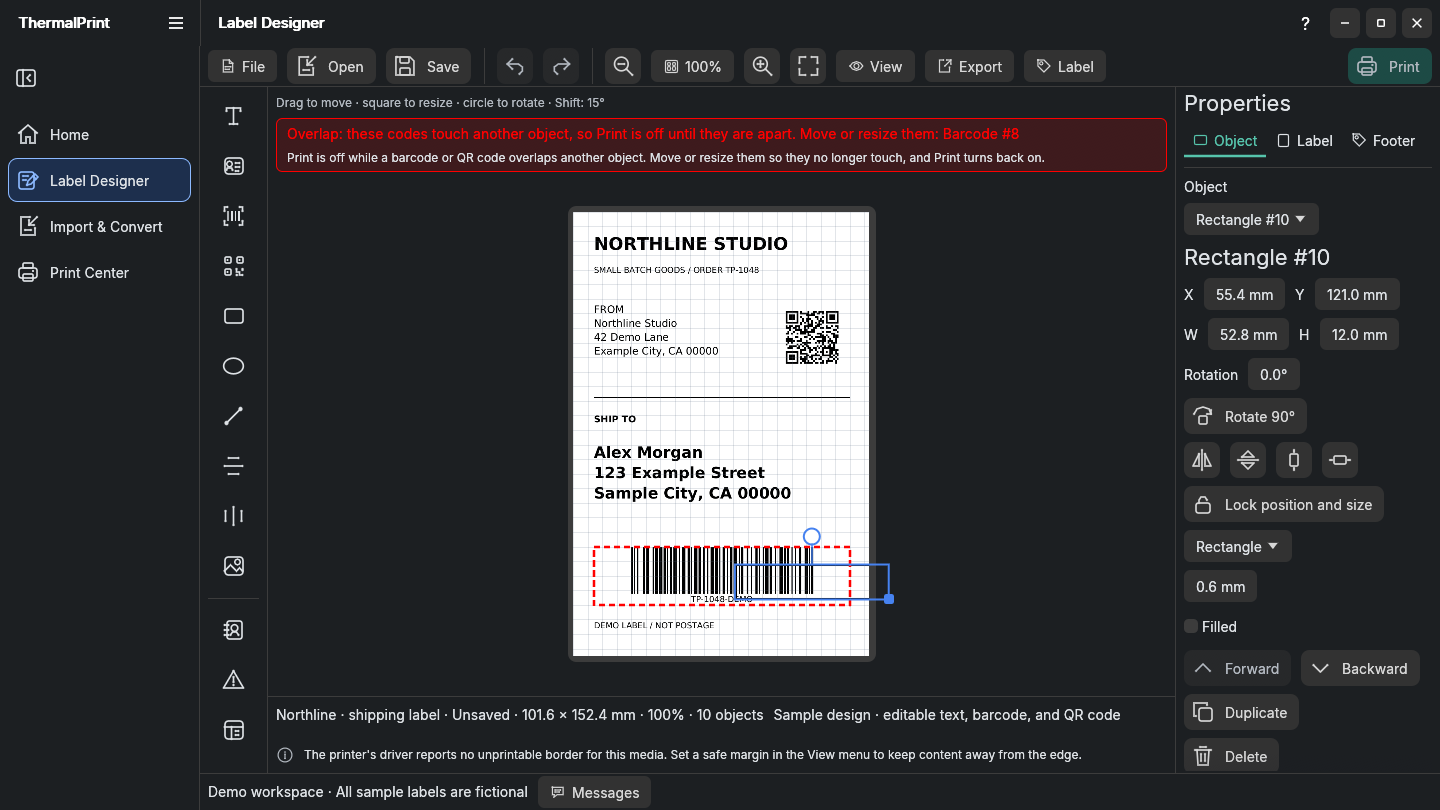 ThermalPrint
Label Designer
?
File
Open
Save
100%
View
Export
Label
Print
Home
Label Designer
Import & Convert
Print Center
Drag to move · square to resize · circle to rotate · Shift: 15°
Overlap: these codes touch another object, so Print is off until they are apart. Move or resize them: Barcode #8
Print is off while a barcode or QR code overlaps another object. Move or resize them so they no longer touch, and Print turns back on.
NORTHLINE STUDIO
SMALL BATCH GOODS / ORDER TP-1048
FROM
Northline Studio
42 Demo Lane
Example City, CA 00000
SHIP TO
Alex Morgan
123 Example Street
Sample City, CA 00000
TP-1048-DEMO
DEMO LABEL / NOT POSTAGE
Northline · shipping label · Unsaved · 101.6 × 152.4 mm · 100% · 10 objects Sample design · editable text, barcode, and QR code
The printer's driver reports no unprintable border for this media. Set a safe margin in the View menu to keep content away from the edge.
Demo workspace · All sample labels are fictional
Messages
Properties
Object
Label
Footer
Object
Rectangle #10
Rectangle #10
X 55.4 mm Y 121.0 mm
W 52.8 mm H 12.0 mm
Rotation 0.0°
Rotate 90°
Lock position and size
Rectangle
0.6 mm
Filled
Forward
Backward
Duplicate
Delete